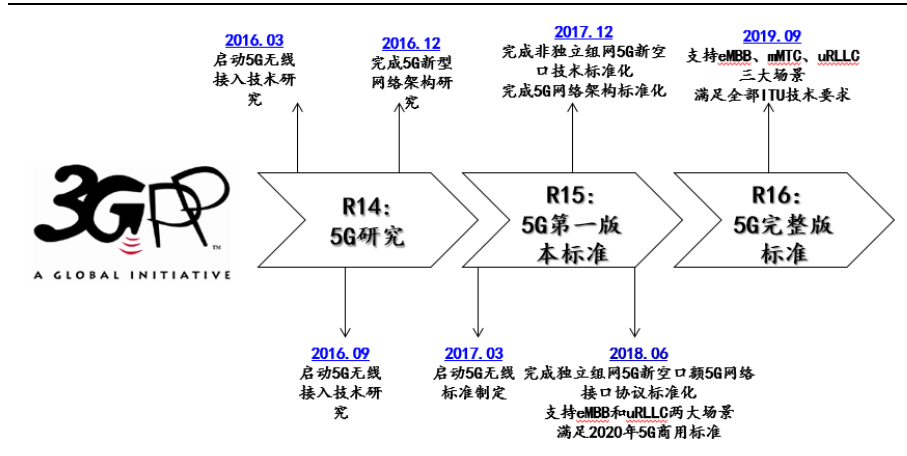 2016.03
启动5G无线
接入技术研
究
2016.12
完成5G新型
网络架构研
究
2017.12
完成非独立组网5G新空
口技术标准化
完成5G网络架构标准化
2019.09
支持eMBB、mMTC、uRLLC
三大场景
满足全部ITU技术要求
3GPP
TM
A GLOBAL INITIATIVE
R14:
5G研究
R15:
5G第一版
本标准
R16:
5G完整版
标准
2016.09
启动5G无线
接入技术研
究
2017.03
启动5G无线
标准制定
2018.06
完成独立组网5G新空口额5G网络
接口协议标准化
支持eMBB和uRLLC两大场景
满足2020年5G商用标准